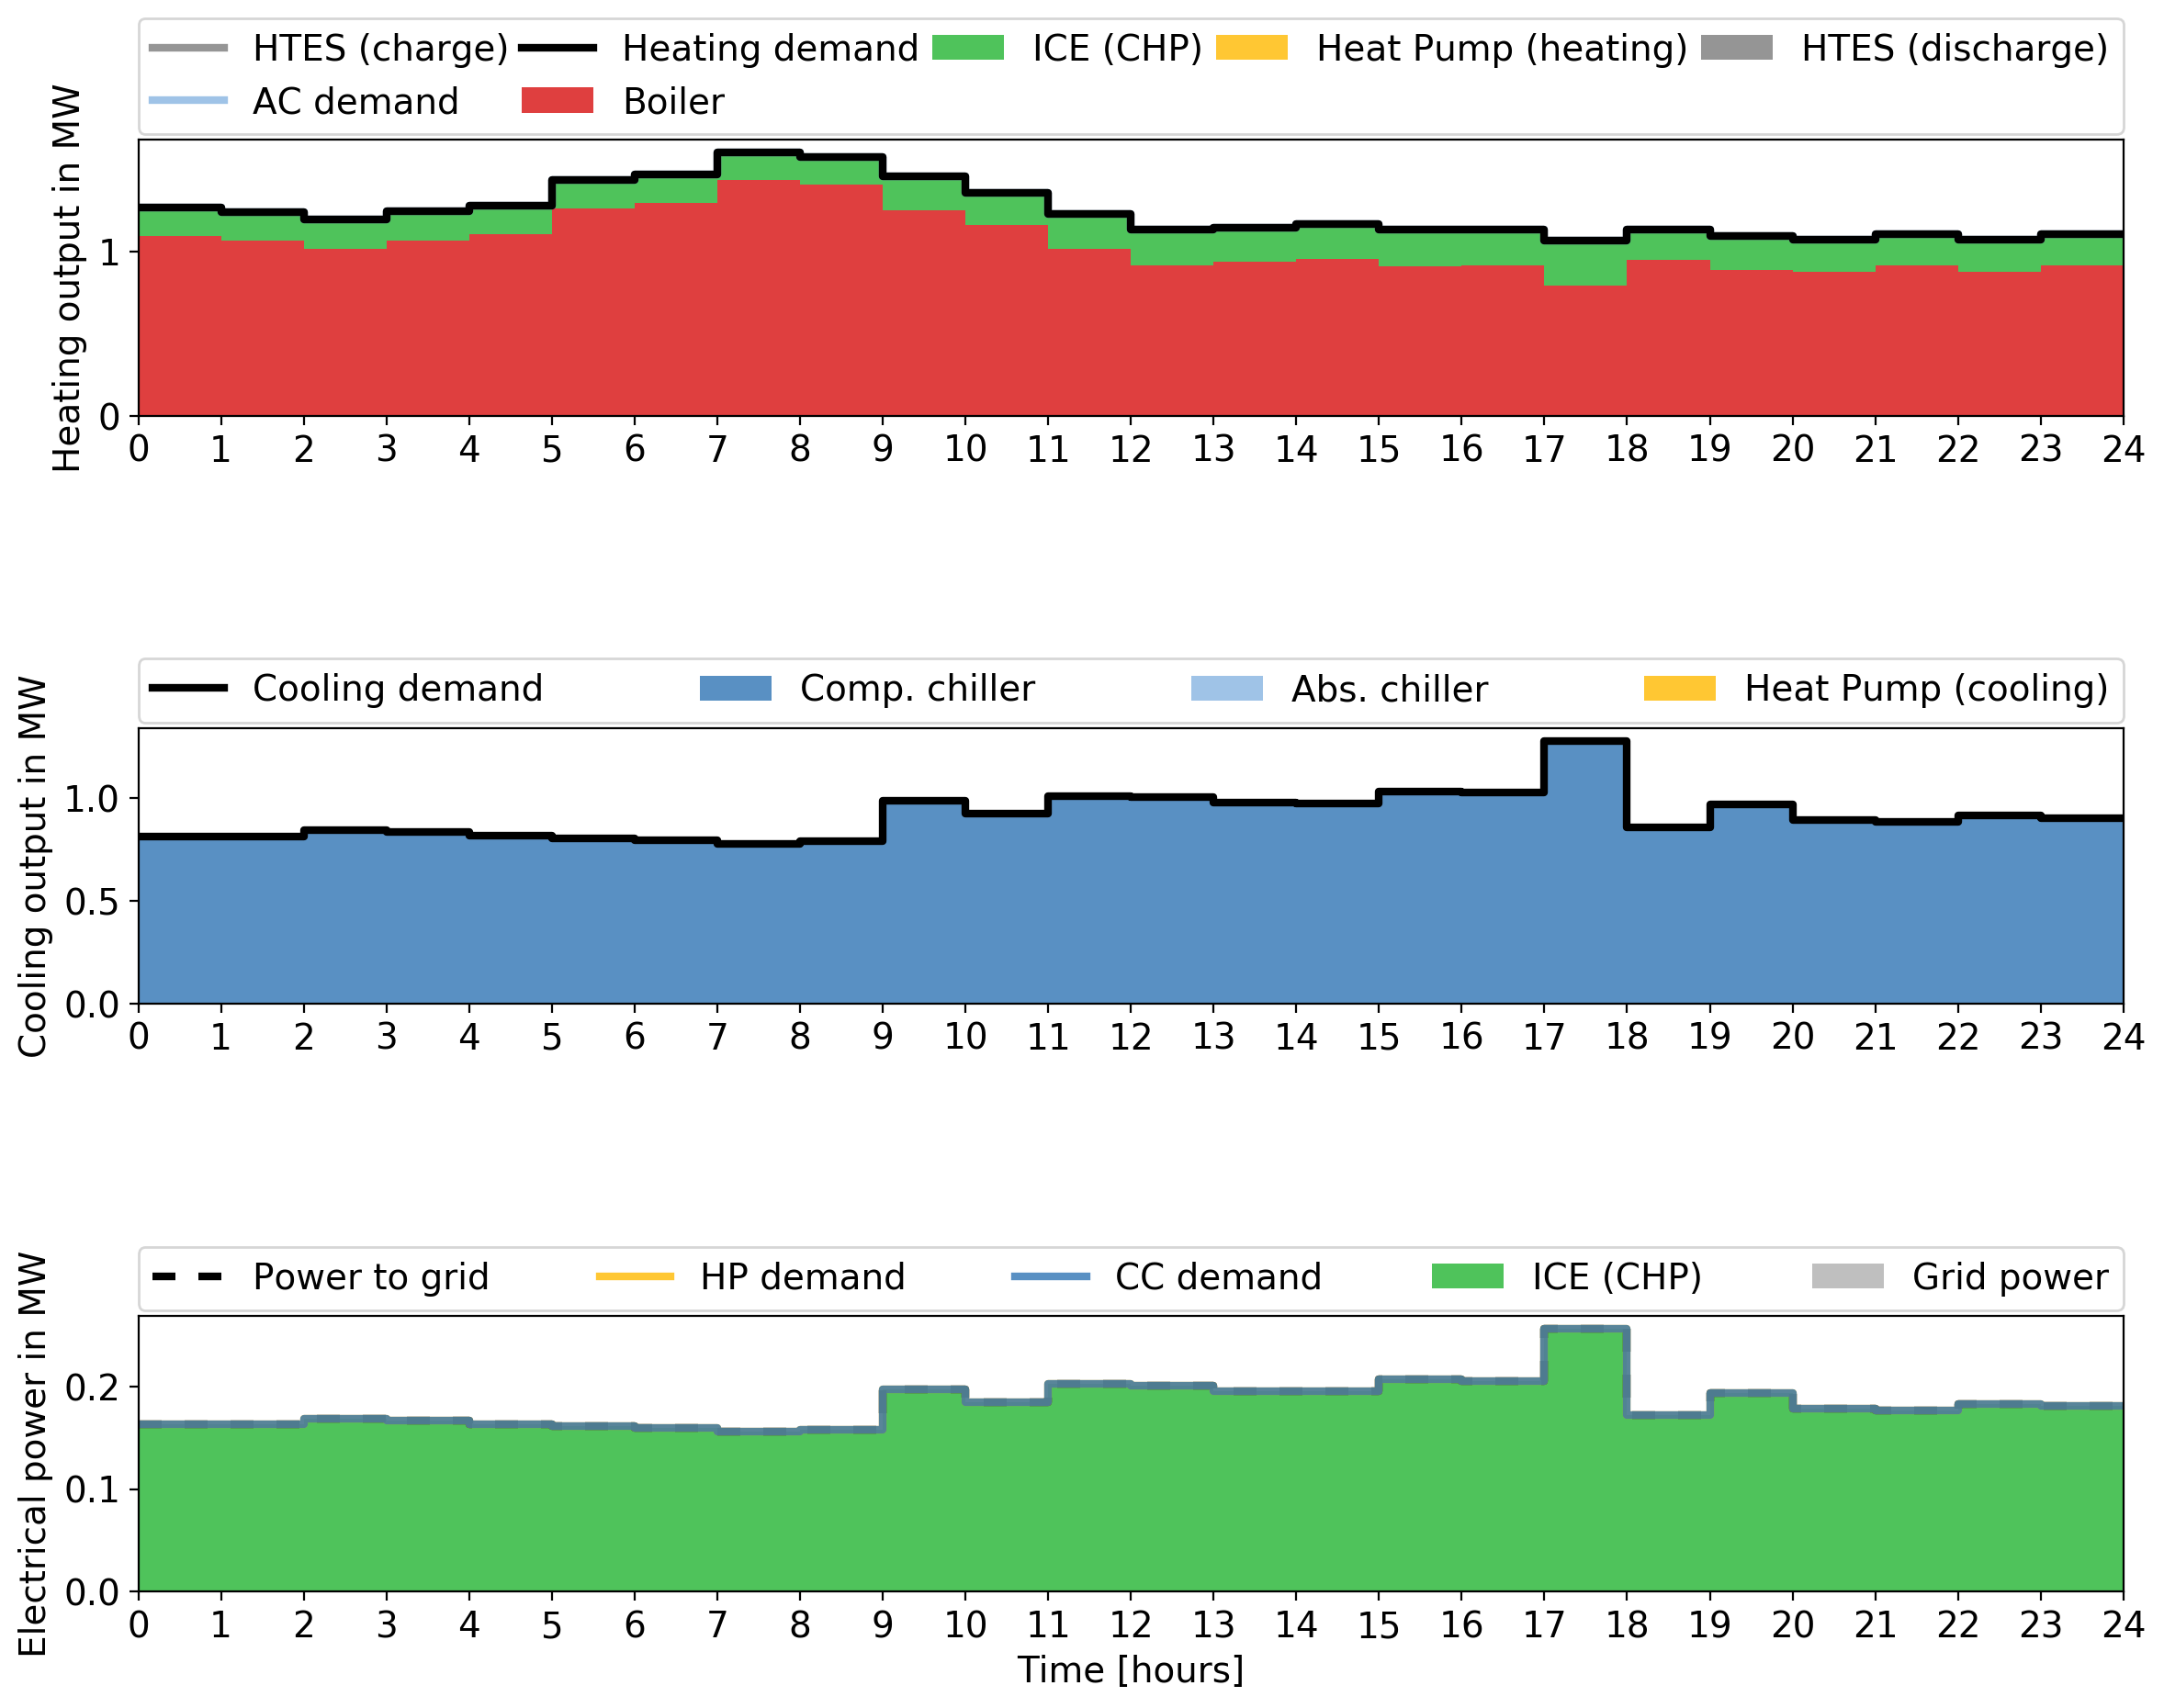 HTES (charge) Heating demand ICE (CHP) Heat Pump (heating) HTES (discharge)
AC demand Boiler
Heating output in MW
1
0
0 1 2 3 4 5 6 7 8 9 10 11 12 13 14 15 16 17 18 19 20 21 22 23 24
Cooling demand Comp. chiller Abs. chiller Heat Pump (cooling)
Cooling output in MW
1.0
0.5
0.0
0 1 2 3 4 5 6 7 8 9 10 11 12 13 14 15 16 17 18 19 20 21 22 23 24
Power to grid HP demand CC demand ICE (CHP) Grid power
Electrical power in MW
0.2
0.1
0.0
0 1 2 3 4 5 6 7 8 9 10 11 12 13 14 15 16 17 18 19 20 21 22 23 24
Time [hours]